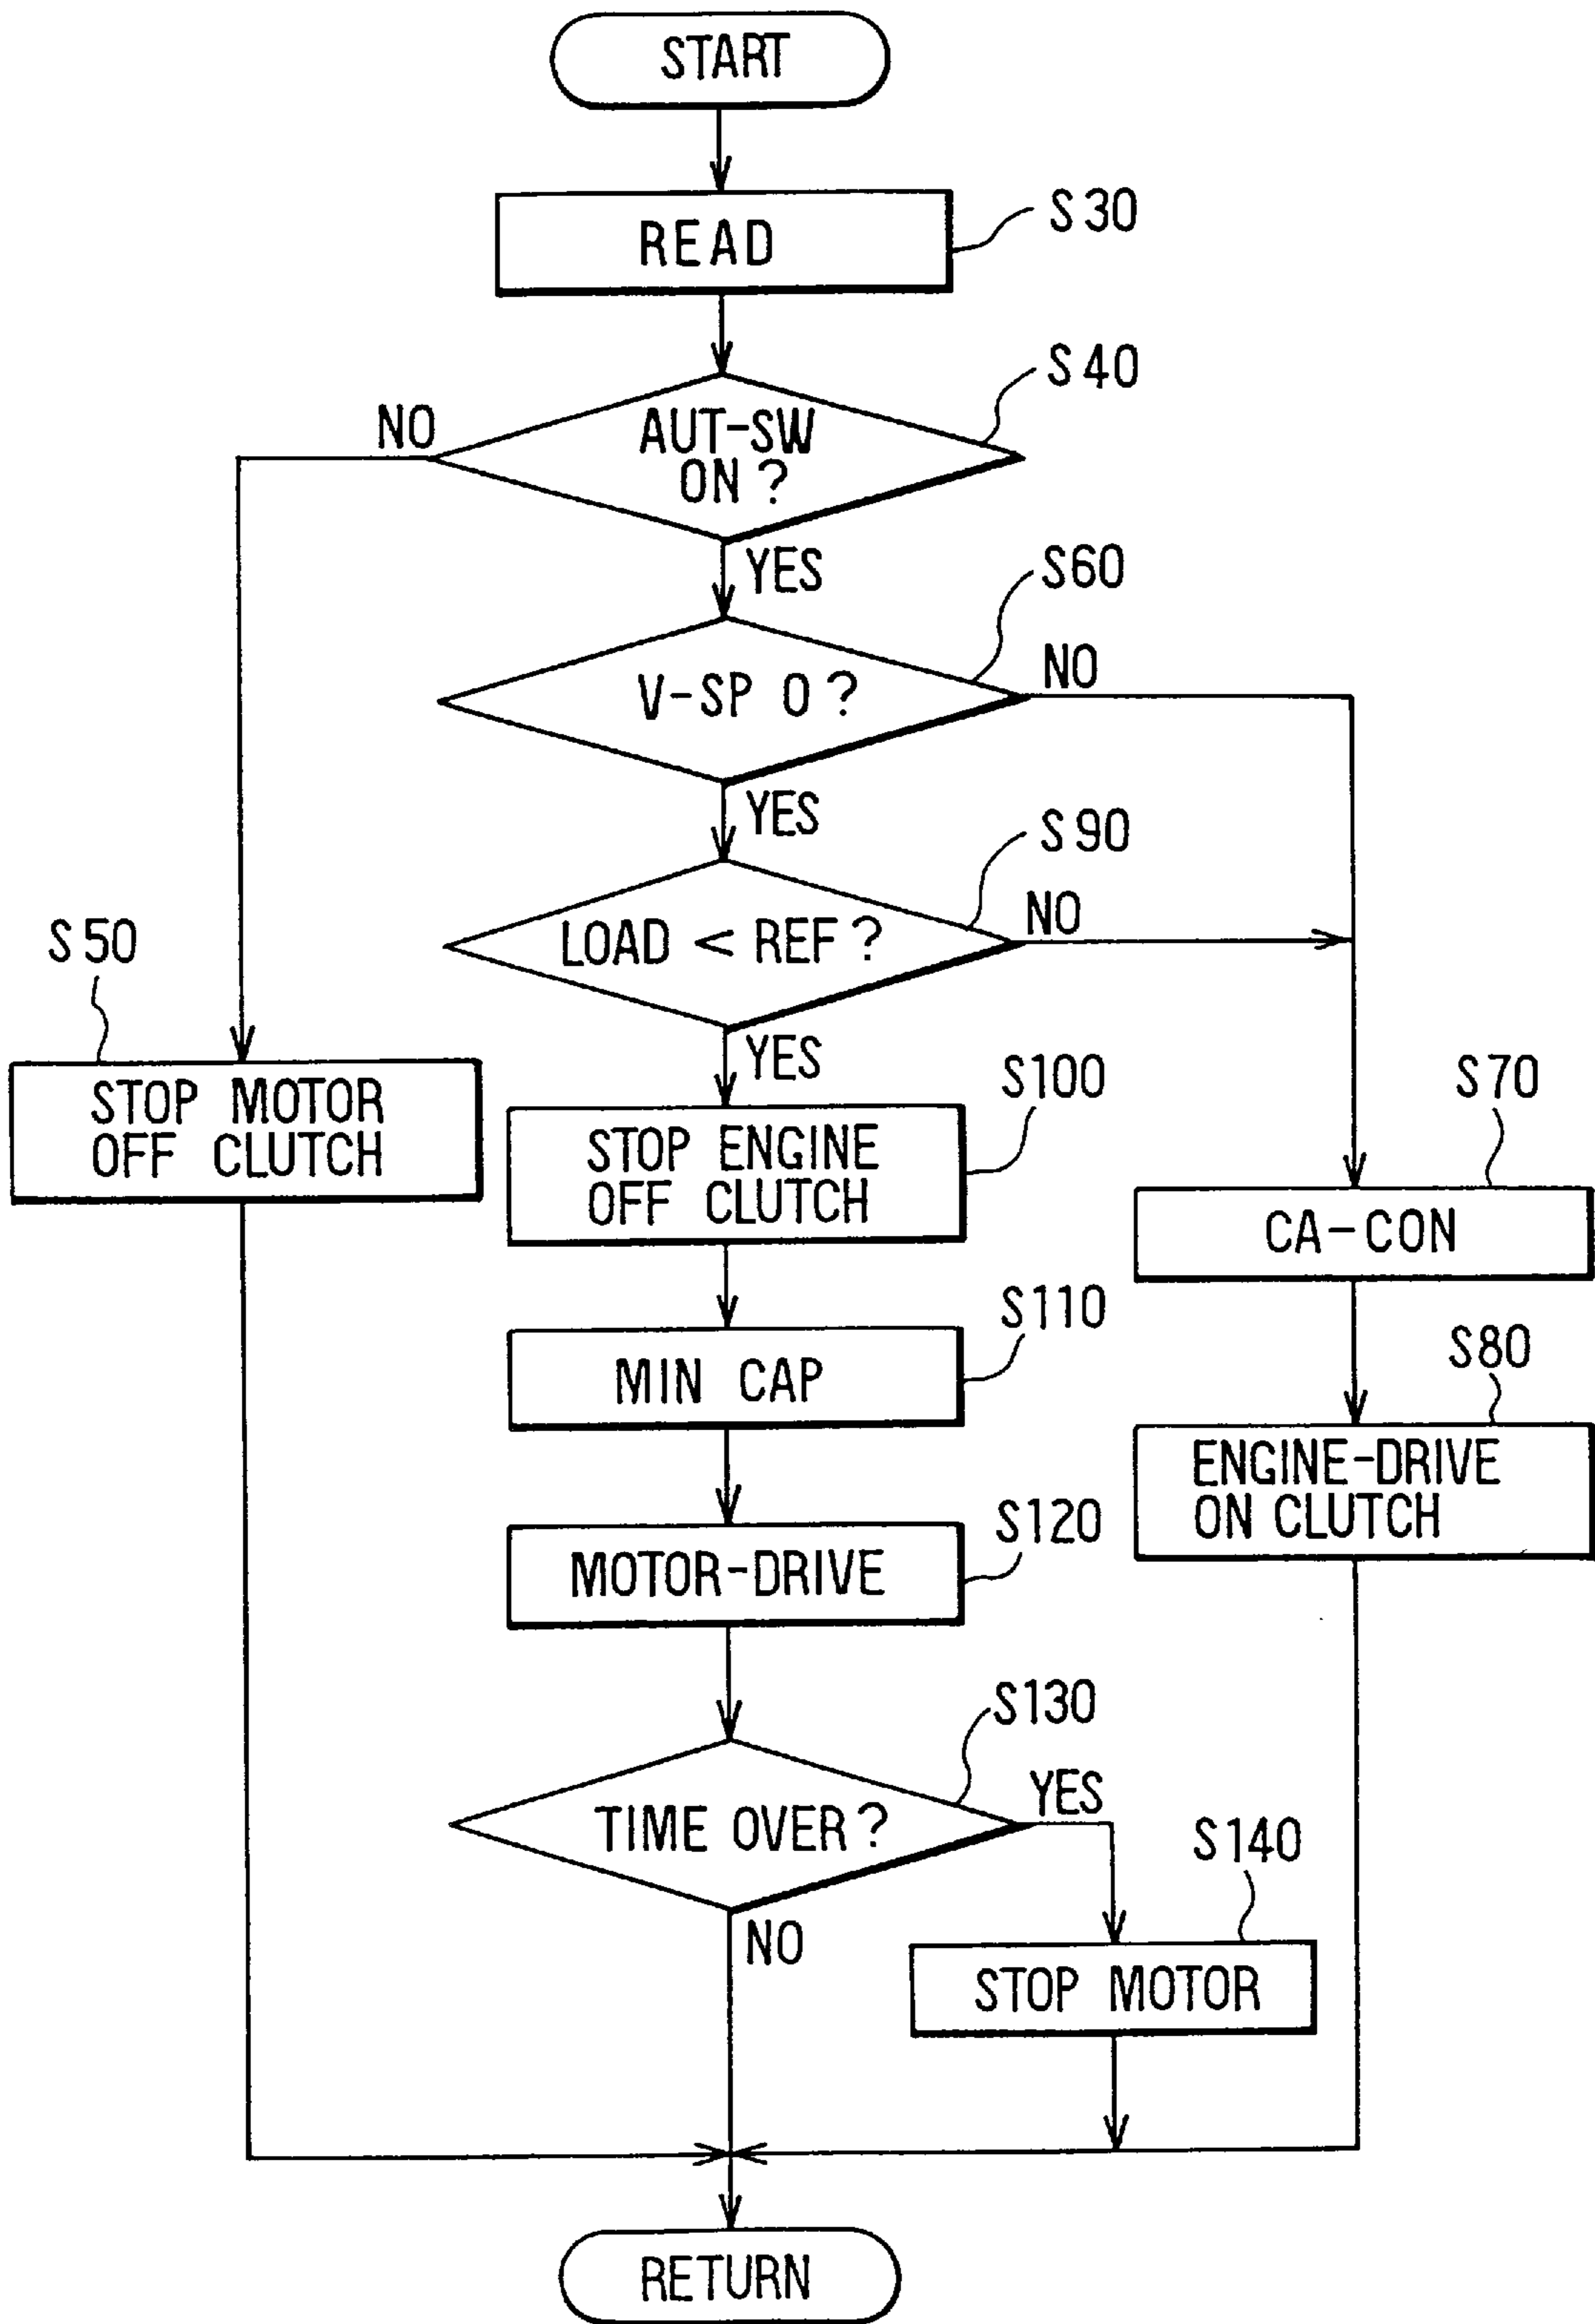 START
READ
S30
AUT-SW
ON ?
S40
NO
YES
V-SP 0 ?
S60
NO
YES
LOAD < REF ?
S90
NO
YES
S50
STOP MOTOR
OFF CLUTCH
S100
STOP ENGINE
OFF CLUTCH
S70
CA-CON
S110
MIN CAP
S80
ENGINE-DRIVE
ON CLUTCH
S120
MOTOR-DRIVE
S130
TIME OVER ?
YES
NO
S140
STOP MOTOR
RETURN